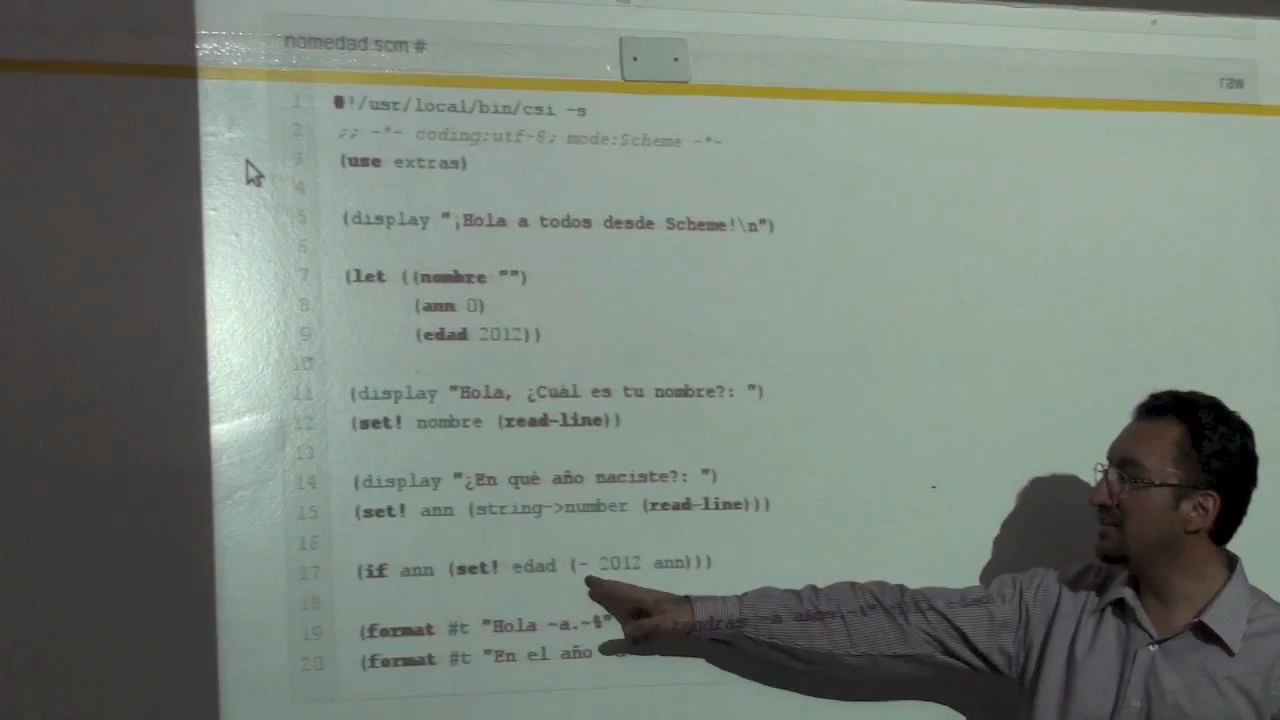 nomedad.scm #
raw
1 #!/usr/local/bin/csi -s
2 ;; -*- coding:utf-8; mode:Scheme -*-
3 (use extras)
4
5 (display "¡Hola a todos desde Scheme!\n")
6
7 (let ((nombre "")
8 (ann 0)
9 (edad 2012))
10
11 (display "Hola, ¿Cuál es tu nombre?: ")
12 (set! nombre (read-line))
13
14 (display "¿En qué año naciste?: ")
15 (set! ann (string->number (read-line)))
16
17 (if ann (set! edad (- 2012 ann)))
18
19 (format #t "Hola ~a.~%"
20 (format #t "En el año